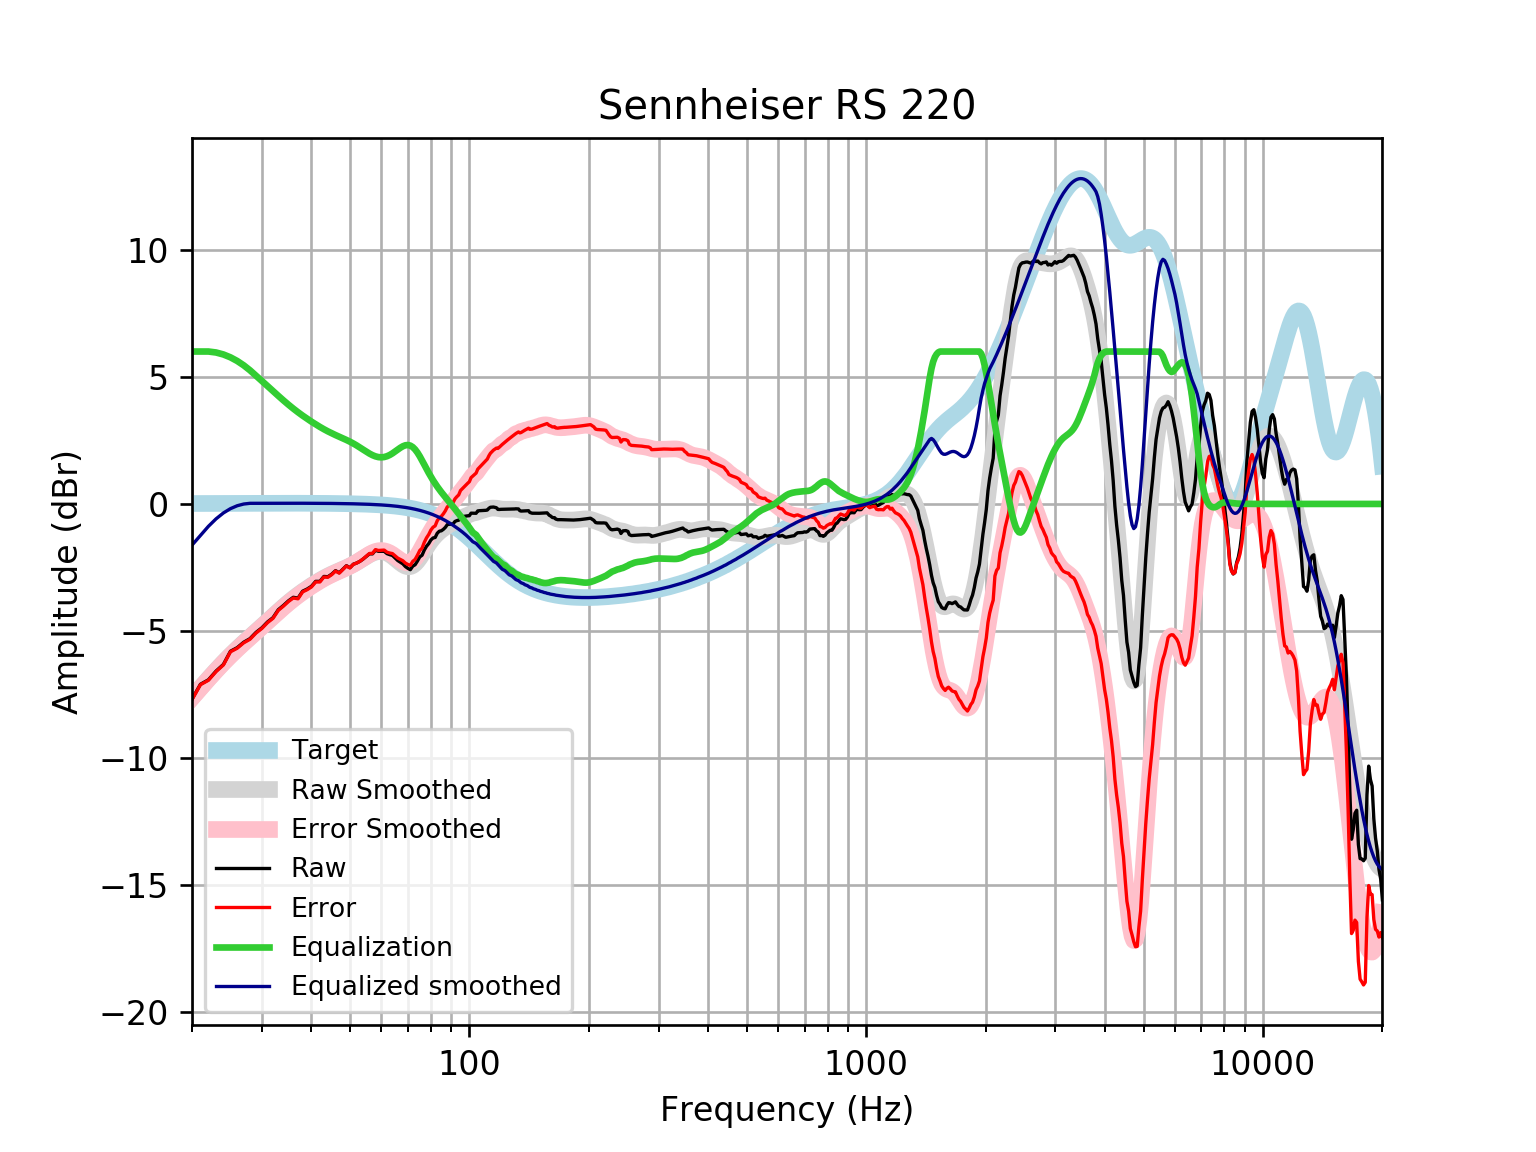 Sennheiser RS 220
Amplitude (dBr)
10
5
0
−5
−10
−15
−20
Target
Raw Smoothed
Error Smoothed
Raw
Error
Equalization
Equalized smoothed
100 1000 10000
Frequency (Hz)